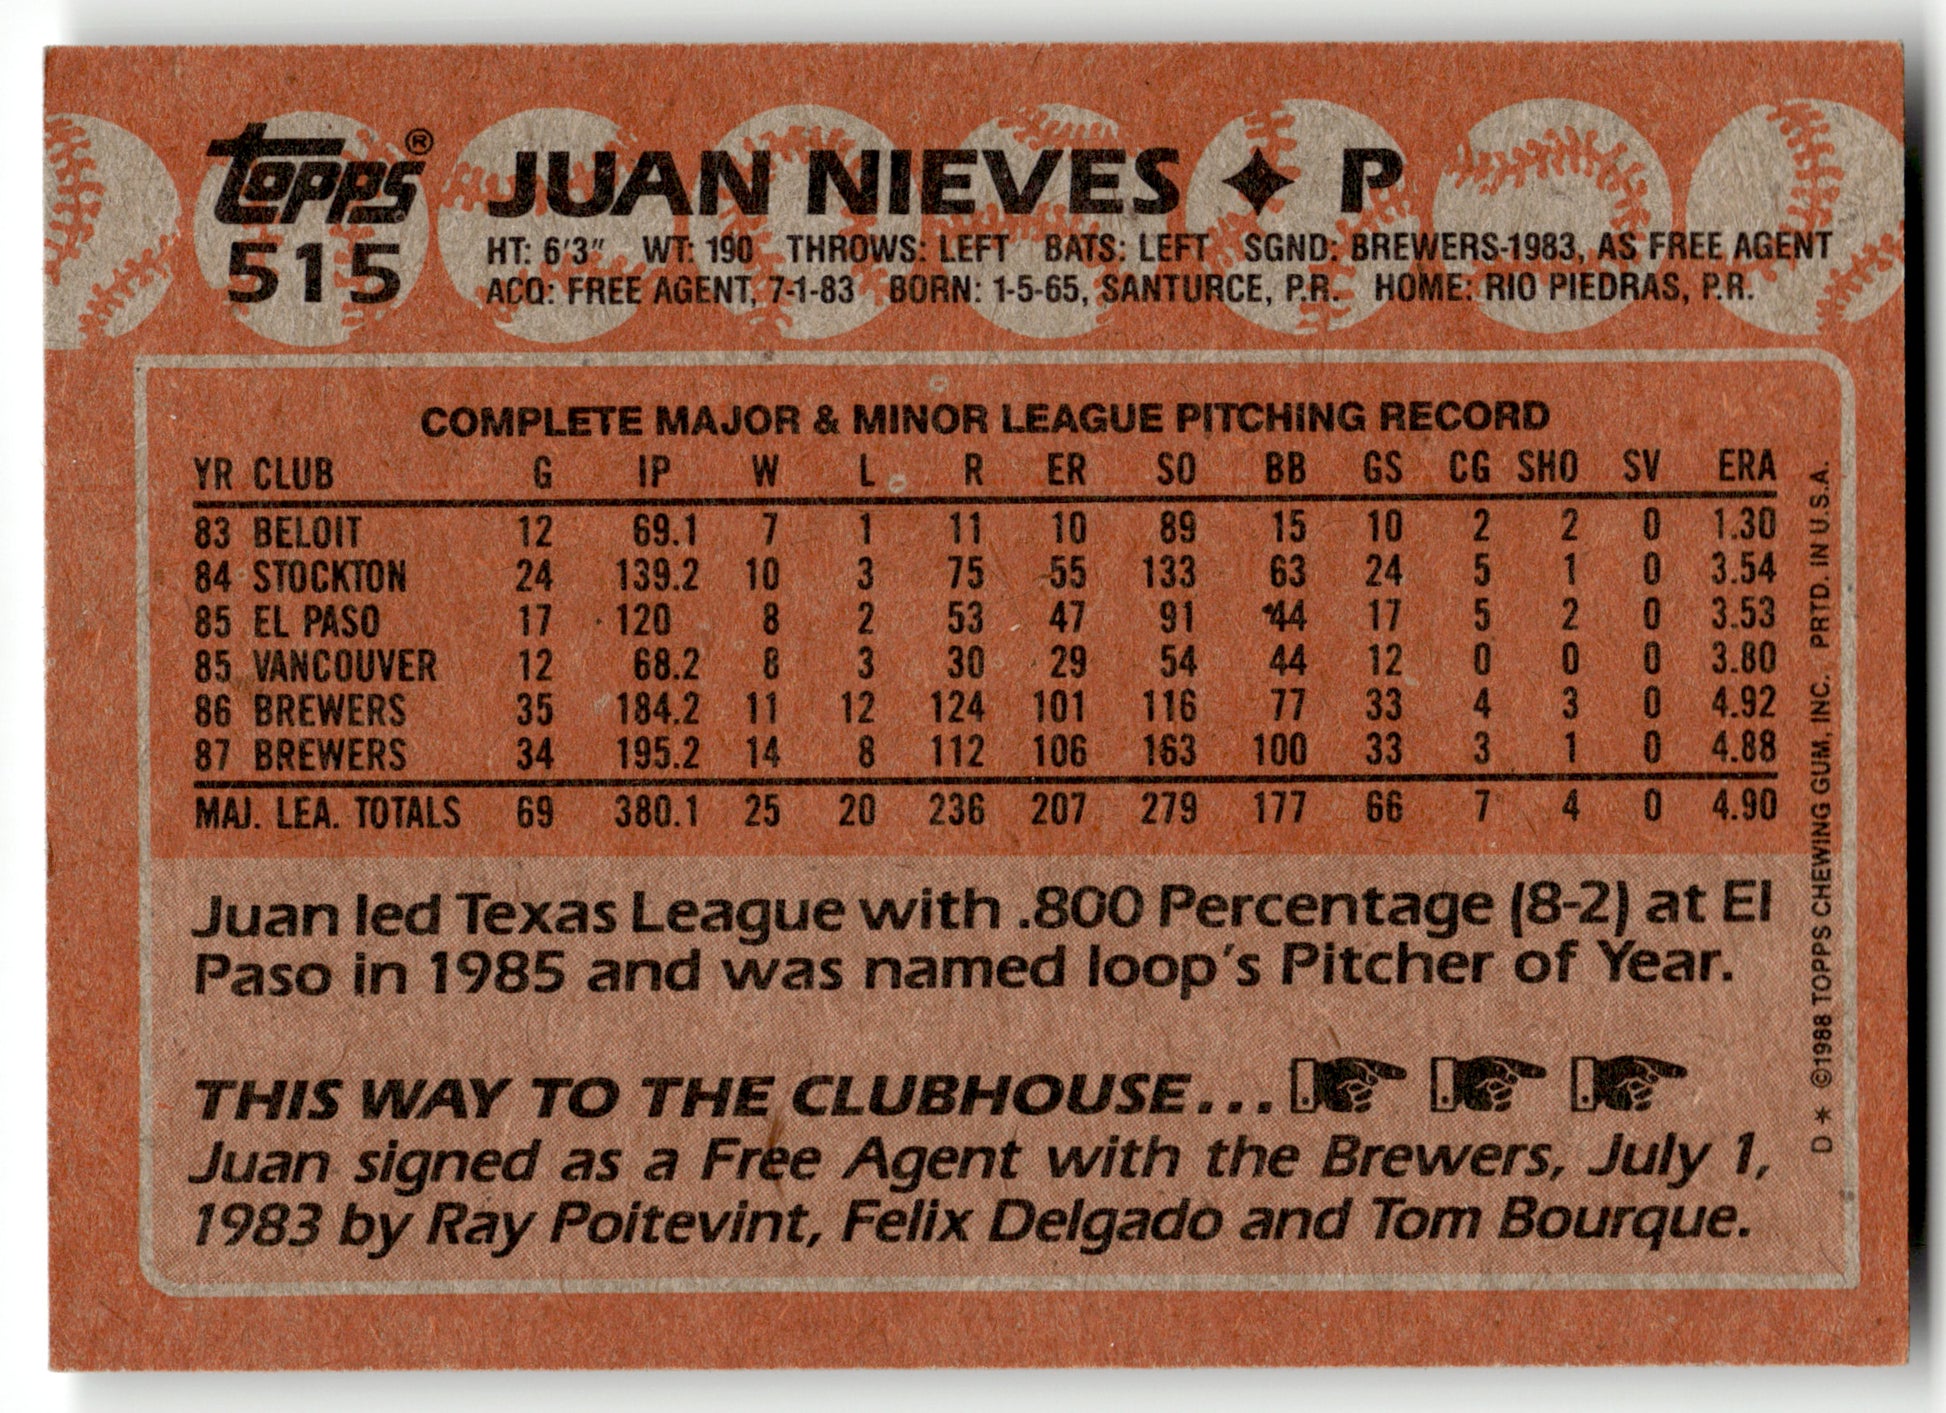 topps®
515
JUAN NIEVES ✦ P
HT: 6'3" WT: 190 THROWS: LEFT BATS: LEFT SGND: BREWERS-1983, AS FREE AGENT
ACQ: FREE AGENT, 7-1-83 BORN: 1-5-65, SANTURCE, P.R. HOME: RIO PIEDRAS, P.R.
COMPLETE MAJOR & MINOR LEAGUE PITCHING RECORD
YR CLUB G IP W L R ER SO BB GS CG SHO SV ERA
83 BELOIT 12 69.1 7 1 11 10 89 15 10 2 2 0 1.30
84 STOCKTON 24 139.2 10 3 75 55 133 63 24 5 1 0 3.54
85 EL PASO 17 120 8 2 53 47 91 44 17 5 2 0 3.53
85 VANCOUVER 12 68.2 8 3 30 29 54 44 12 0 0 0 3.80
86 BREWERS 35 184.2 11 12 124 101 116 77 33 4 3 0 4.92
87 BREWERS 34 195.2 14 8 112 106 163 100 33 3 1 0 4.88
MAJ. LEA. TOTALS 69 380.1 25 20 236 207 279 177 66 7 4 0 4.90
Juan led Texas League with .800 Percentage (8-2) at El
Paso in 1985 and was named loop's Pitcher of Year.
THIS WAY TO THE CLUBHOUSE...
Juan signed as a Free Agent with the Brewers, July 1,
1983 by Ray Poitevint, Felix Delgado and Tom Bourque.
D * ©1988 TOPPS CHEWING GUM, INC. PRTD. IN U.S.A.